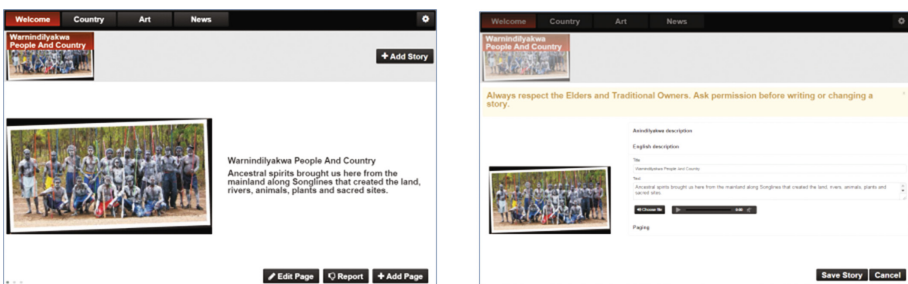 Welcome Country Art News
Warnindilyakwa
People And Country
+ Add Story
Warnindilyakwa People And Country
Ancestral spirits brought us here from the
mainland along Songlines that created the land,
rivers, animals, plants and sacred sites.
Edit Page Report + Add Page
Welcome Country Art News
Warnindilyakwa
People And Country
Always respect the Elders and Traditional Owners. Ask permission before writing or changing a
story.
Anindilyakwa description
English description
Title
Warnindilyakwa People And Country
Text
Ancestral spirits brought us here from the mainland along Songlines that created the land, rivers, animals, plants and
sacred sites.
Choose file
Paging
Save Story Cancel